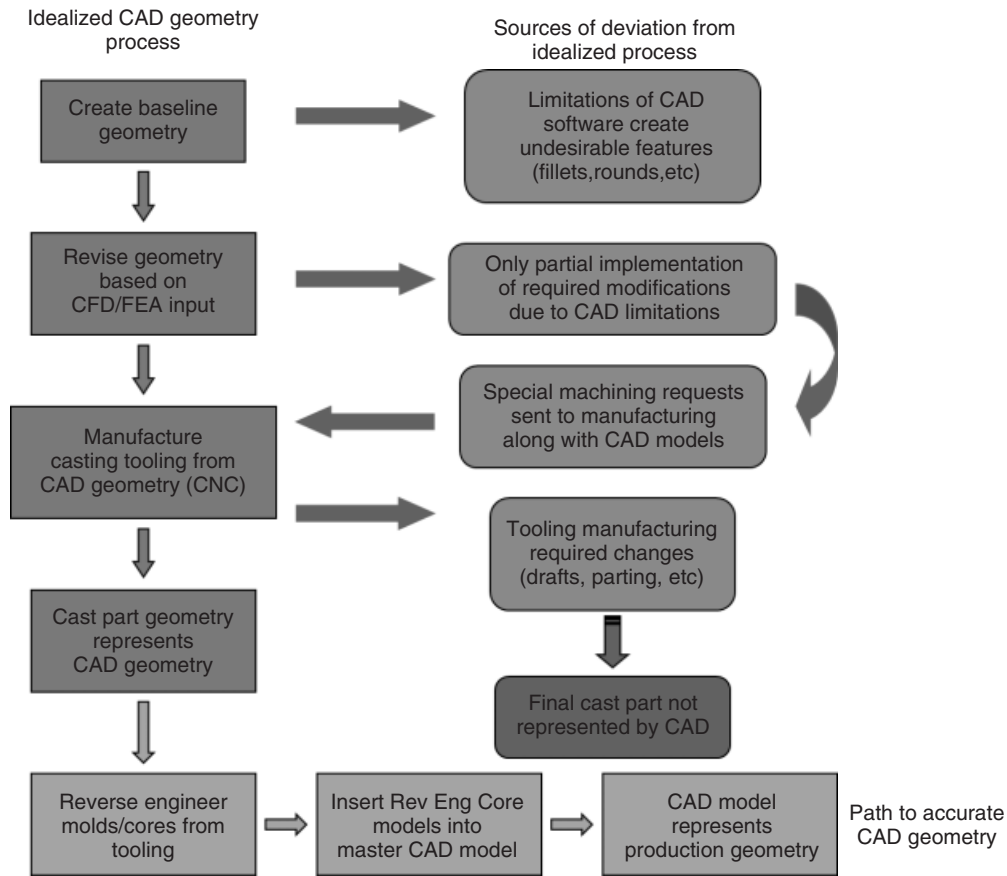 Idealized CAD geometry
process
Sources of deviation from
idealized process
Create baseline
geometry
Limitations of CAD
software create
undesirable features
(fillets,rounds,etc)
Revise geometry
based on
CFD/FEA input
Only partial implementation
of required modifications
due to CAD limitations
Special machining requests
sent to manufacturing
along with CAD models
Manufacture
casting tooling from
CAD geometry (CNC)
Tooling manufacturing
required changes
(drafts, parting, etc)
Cast part geometry
represents
CAD geometry
Final cast part not
represented by CAD
Reverse engineer
molds/cores from
tooling
Insert Rev Eng Core
models into
master CAD model
CAD model
represents
production geometry
Path to accurate
CAD geometry